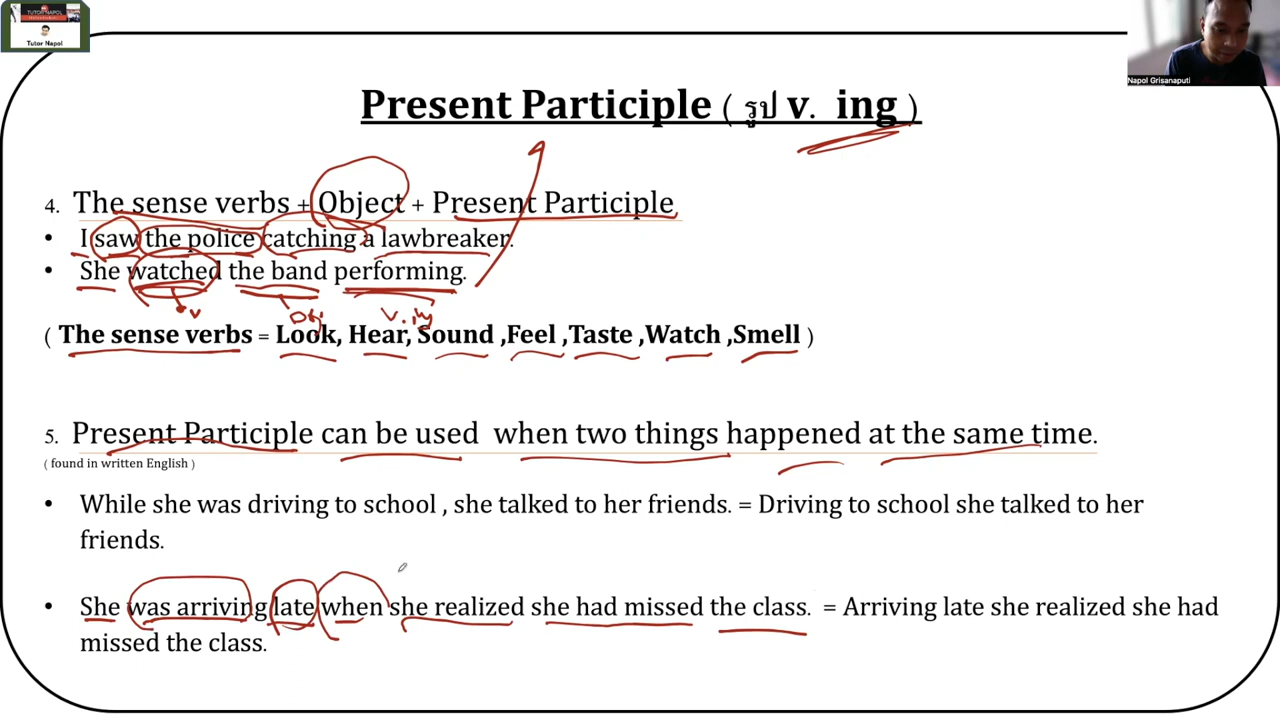 TUTOR NAPOL
Tutor Napol
Napol Grisanaputi
Present Participle ( รูป v. ing )
4. The sense verbs + Object + Present Participle
• I saw the police catching a lawbreaker.
• She watched the band performing.
v Obj V.ing
( The sense verbs = Look, Hear, Sound ,Feel ,Taste ,Watch ,Smell )
5. Present Participle can be used when two things happened at the same time.
( found in written English )
• While she was driving to school , she talked to her friends. = Driving to school she talked to her
friends.
• She was arriving late when she realized she had missed the class. = Arriving late she realized she had
missed the class.